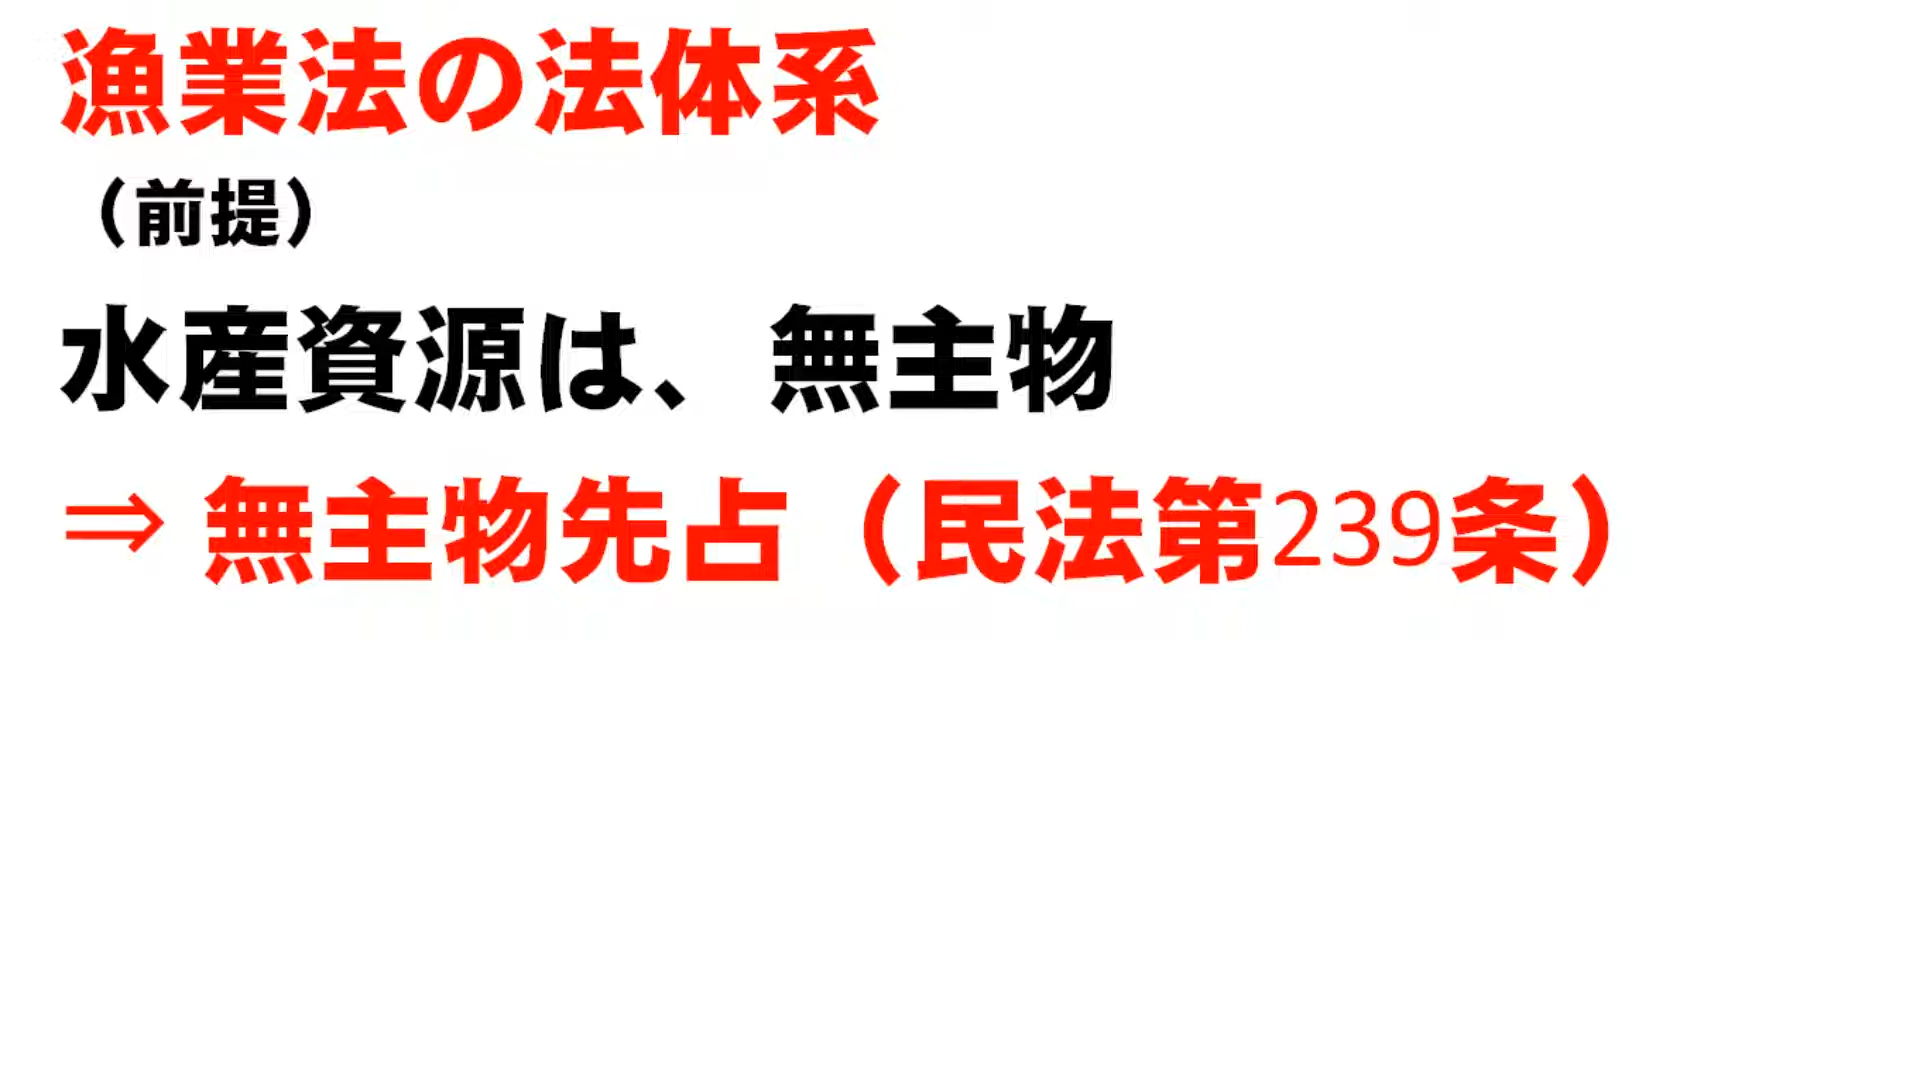 漁業法の法体系
（前提）
水産資源は、無主物
⇒ 無主物先占（民法第239条）